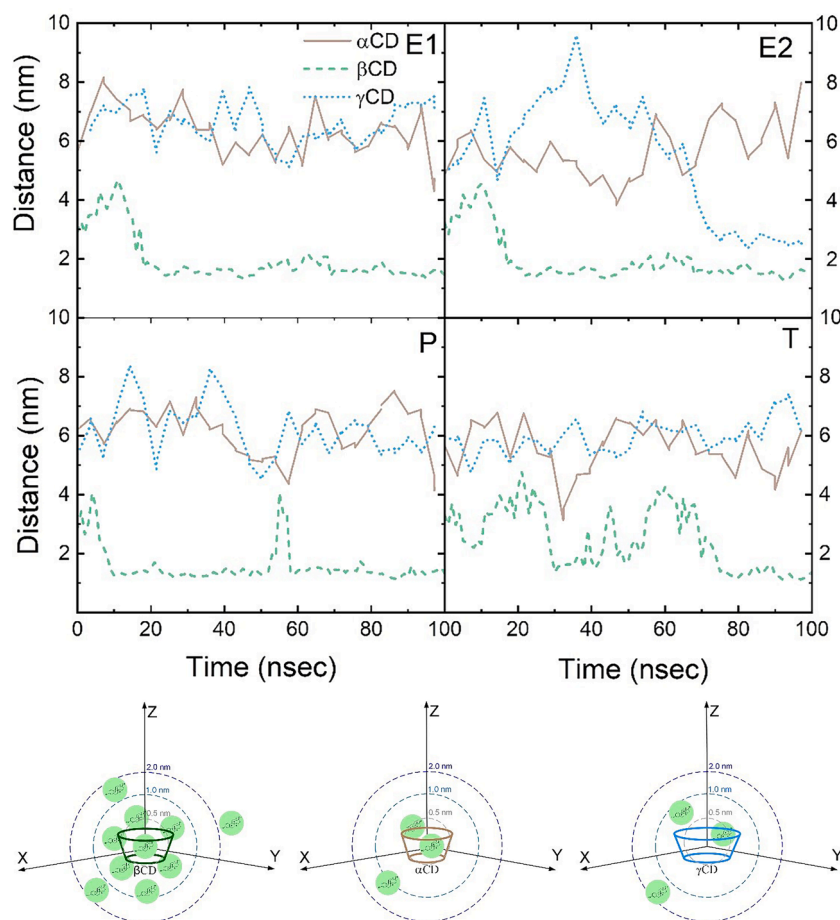 10 10
αCD E1 E2
βCD
γCD
8 8
6 6
4 4
2 2
Distance (nm)
10 10
P T
8 8
6 6
4 4
2 2
Distance (nm)
0 20 40 60 80 100 20 40 60 80 100
Time (nsec) Time (nsec)
Z Z Z
2.0 nm 2.0 nm 2.0 nm
1.0 nm 1.0 nm 1.0 nm
0.5 nm 0.5 nm 0.5 nm
X βCD Y X αCD Y X γCD Y